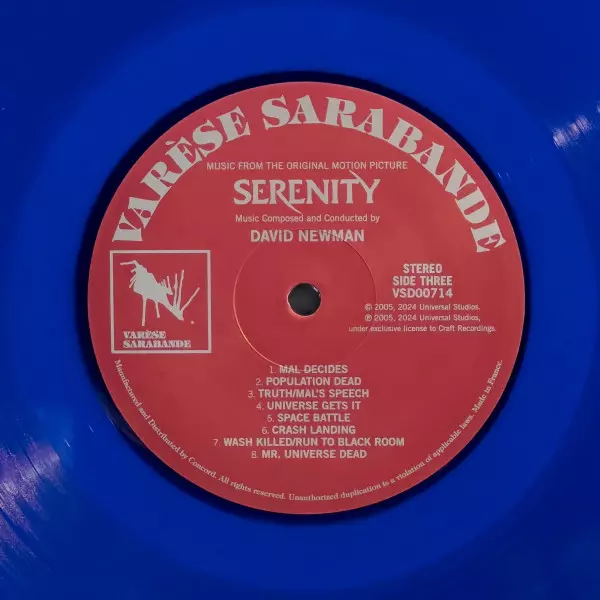 VARÈSE SARABANDE
MUSIC FROM THE ORIGINAL MOTION PICTURE
SERENITY
Music Composed and Conducted by
DAVID NEWMAN
STEREO
SIDE THREE
VSD00714
© 2005, 2024 Universal Studios.
℗ 2005, 2024 Universal Studios,
under exclusive license to Craft Recordings.
VARÈSE
SARABANDE
1. MAL DECIDES
2. POPULATION DEAD
3. TRUTH/MAL'S SPEECH
4. UNIVERSE GETS IT
5. SPACE BATTLE
6. CRASH LANDING
7. WASH KILLED/RUN TO BLACK ROOM
8. MR. UNIVERSE DEAD
Manufactured and Distributed by Concord. All rights reserved. Unauthorized duplication is a violation of applicable laws. Made in France.